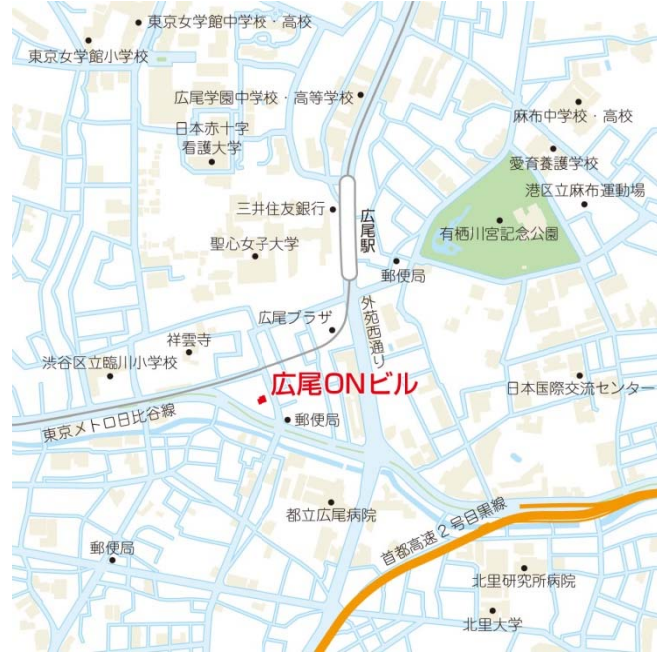 東京女学館中学校・高校
東京女学館小学校
広尾学園中学校・高等学校
麻布中学校・高校
日本赤十字
看護大学
愛育養護学校
港区立麻布運動場
三井住友銀行
広尾駅
有栖川宮記念公園
聖心女子大学
郵便局
広尾プラザ
外苑西通り
祥雲寺
渋谷区立臨川小学校
広尾ONビル
日本国際交流センター
郵便局
東京メトロ日比谷線
都立広尾病院
首都高速2号目黒線
郵便局
北里研究所病院
北里大学